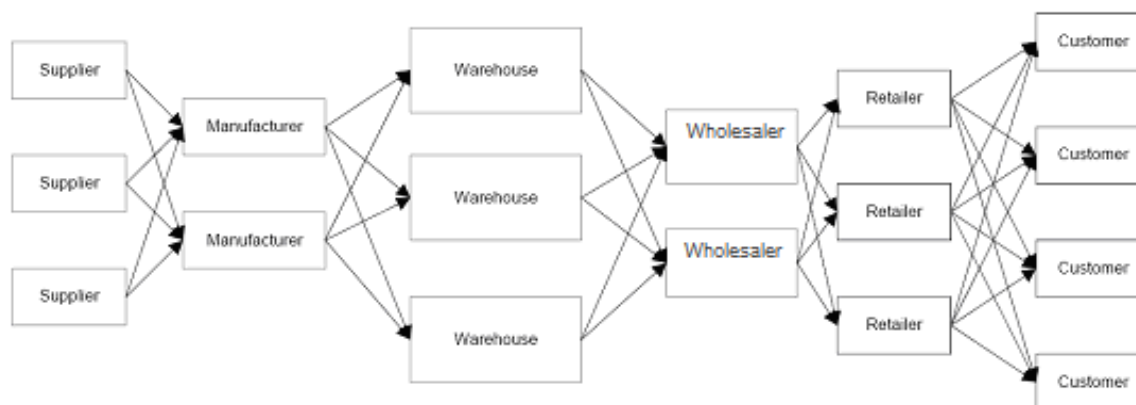 Supplier
Supplier
Supplier
Manufacturer
Manufacturer
Warehouse
Warehouse
Warehouse
Wholesaler
Wholesaler
Retailer
Retailer
Retailer
Customer
Customer
Customer
Customer